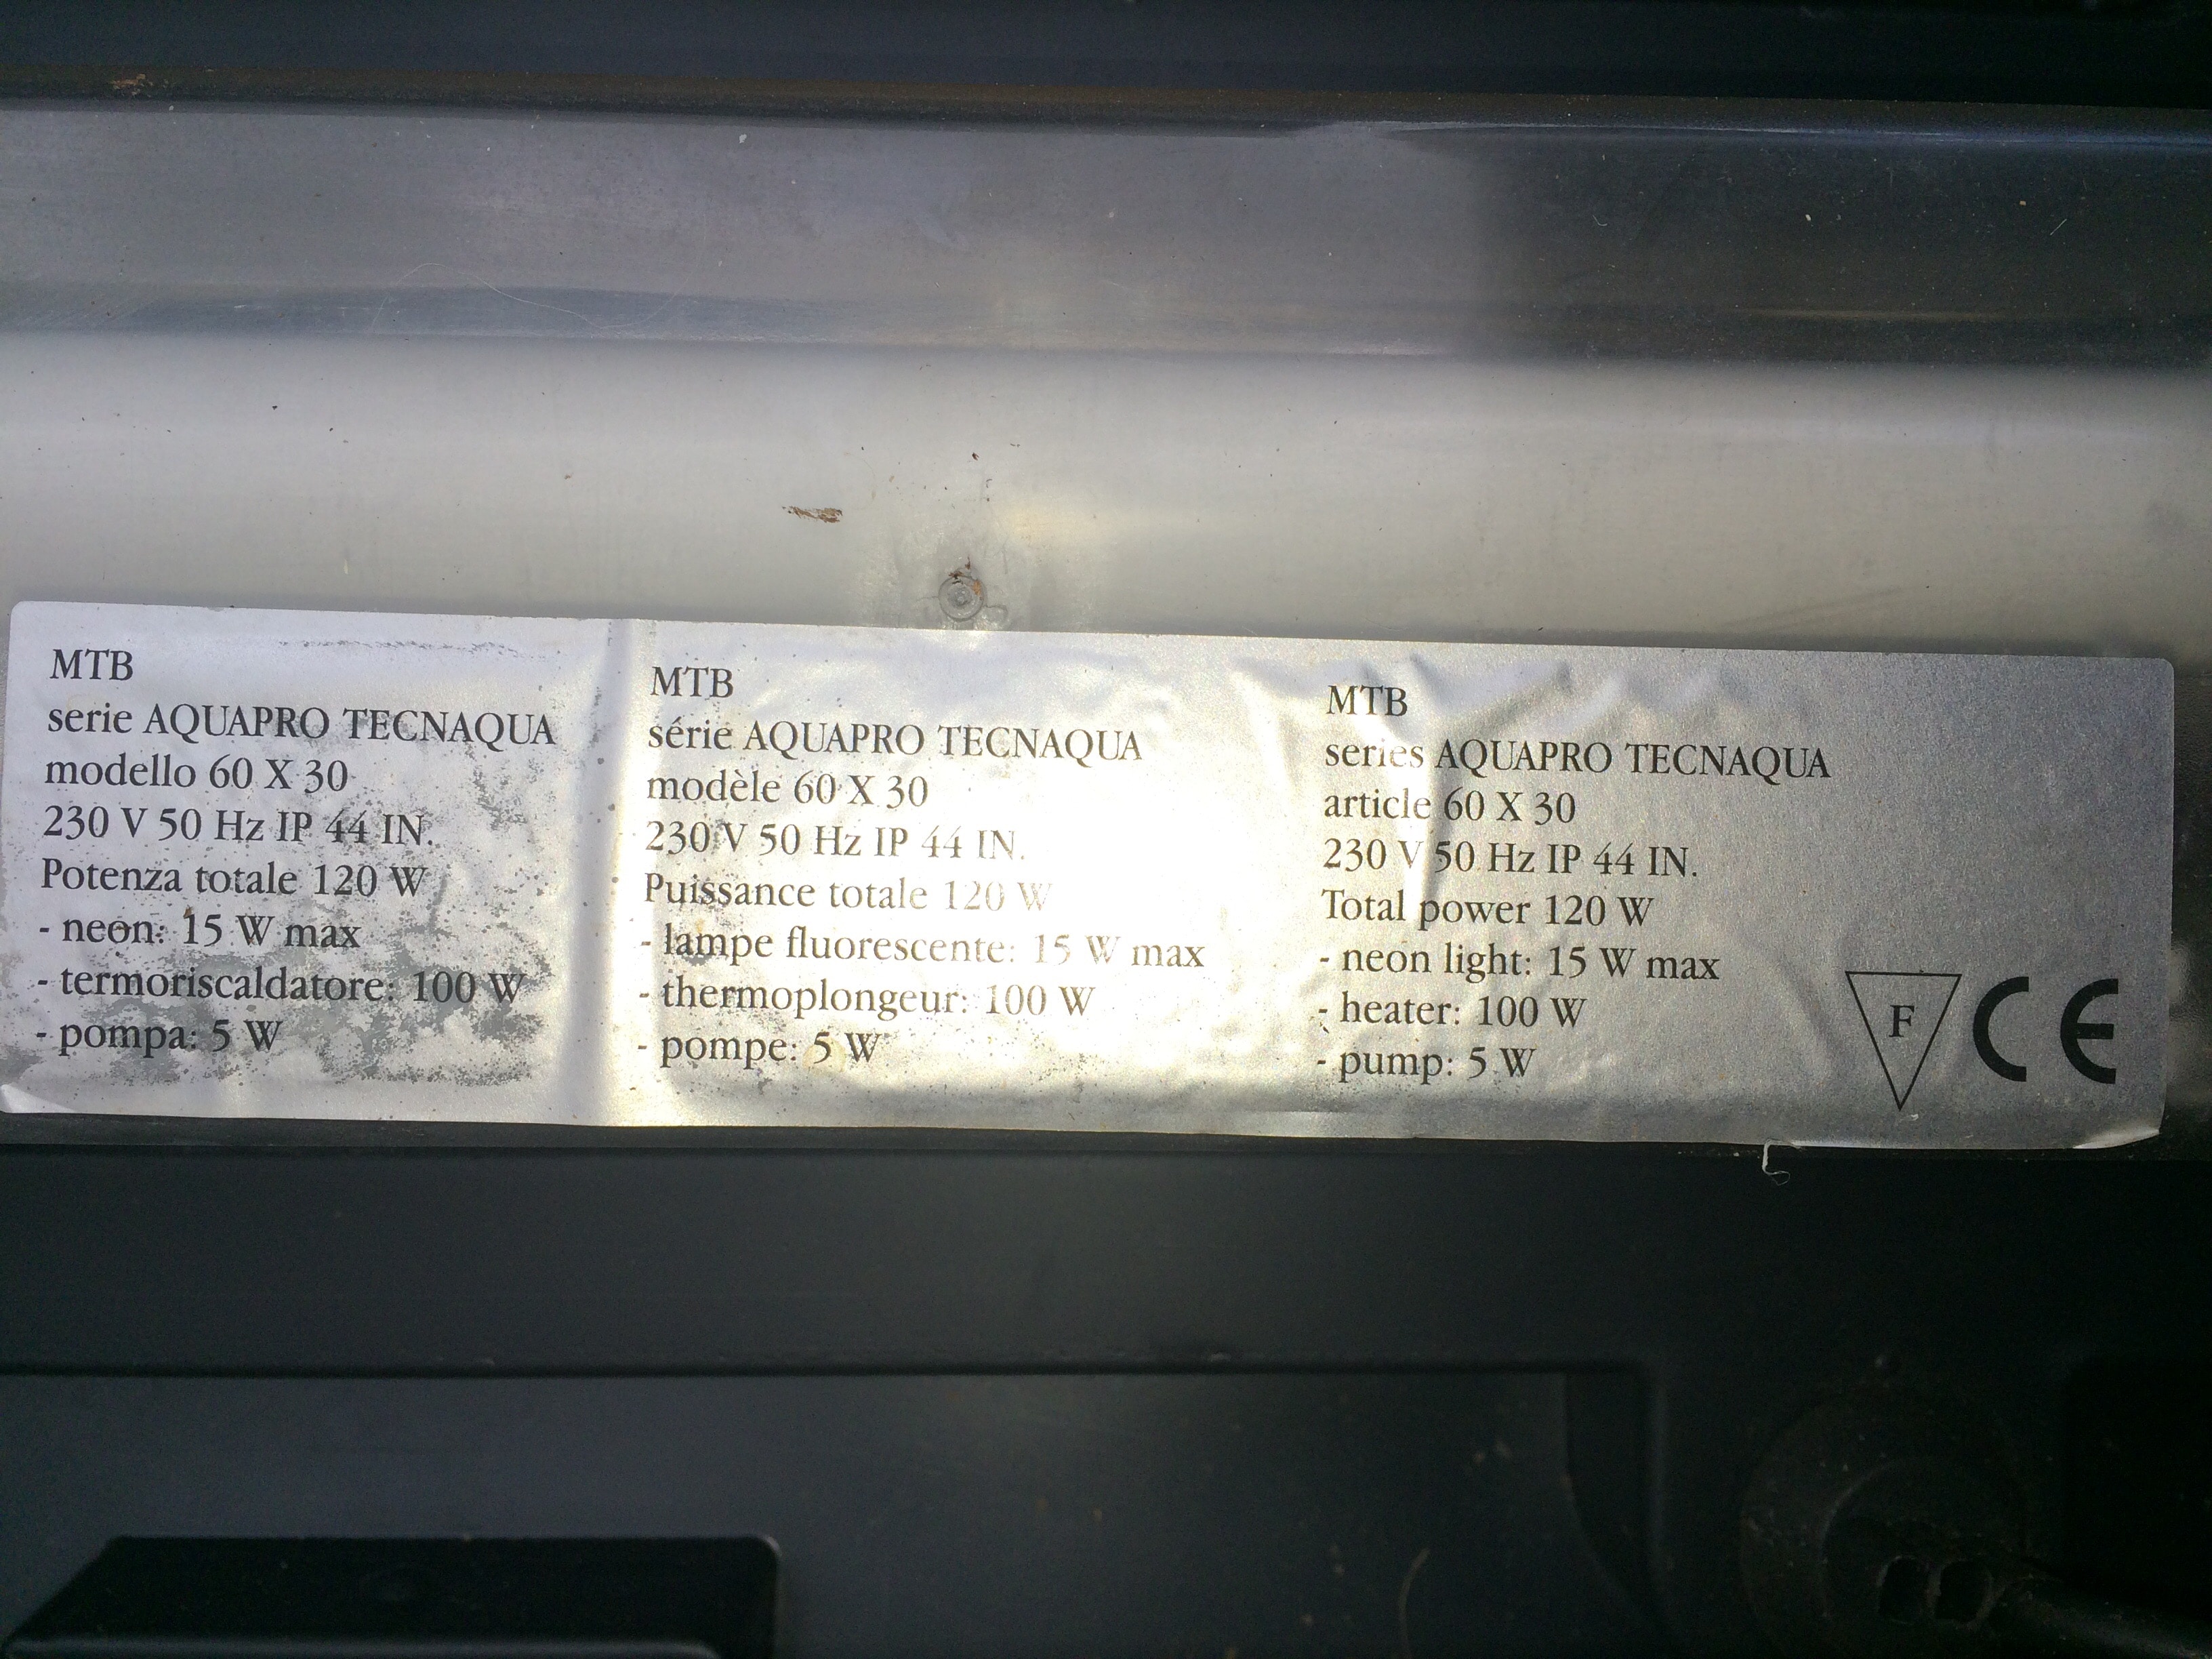 MTB
serie AQUAPRO TECNAQUA
modello 60 X 30
230 V 50 Hz IP 44 IN.
Potenza totale 120 W
- neon: 15 W max
- termoriscaldatore: 100 W
- pompa: 5 W
MTB
série AQUAPRO TECNAQUA
modèle 60 X 30
230 V 50 Hz IP 44 IN.
Puissance totale 120 W
- lampe fluorescente: 15 W max
- thermoplongeur: 100 W
- pompe: 5 W
MTB
series AQUAPRO TECNAQUA
article 60 X 30
230 V 50 Hz IP 44 IN.
Total power 120 W
- neon light: 15 W max
- heater: 100 W
- pump: 5 W
F CE